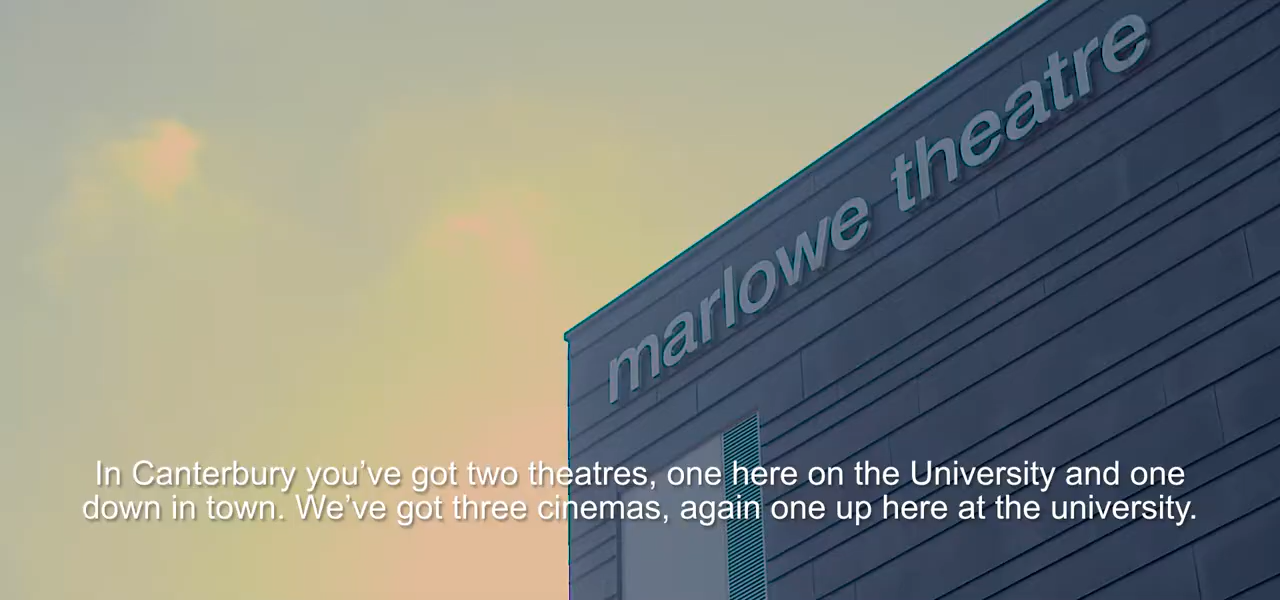 marlowe theatre
In Canterbury you’ve got two theatres, one here on the University and one
down in town. We’ve got three cinemas, again one up here at the university.